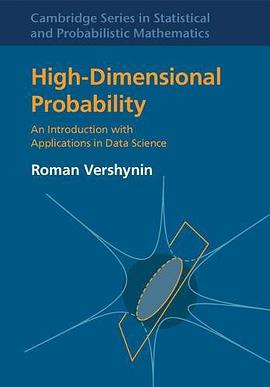 Cambridge Series in Statistical
and Probabilistic Mathematics
High-Dimensional
Probability
An Introduction with
Applications in Data Science
Roman Vershynin